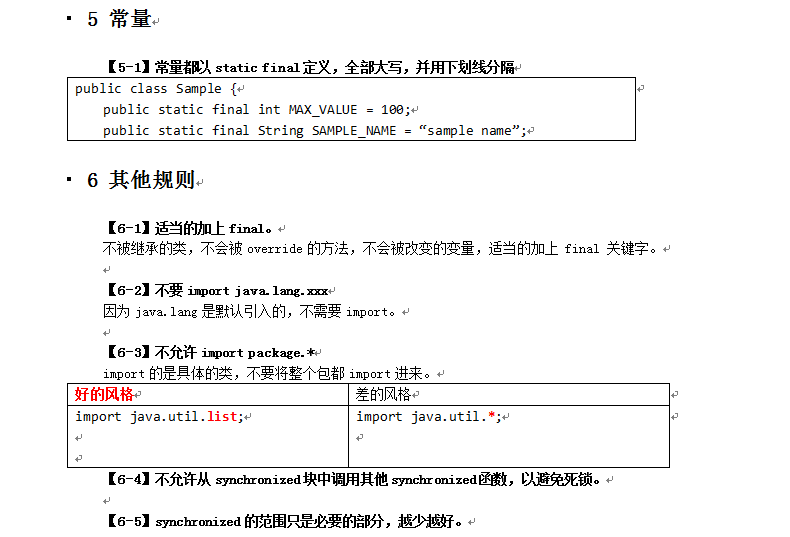 ▪ 5 常量
【5-1】常量都以 static final 定义，全部大写，并用下划线分隔
public class Sample {
public static final int MAX_VALUE = 100;
public static final String SAMPLE_NAME = “sample name”;
▪ 6 其他规则
【6-1】适当的加上 final。
不被继承的类，不会被 override 的方法，不会被改变的变量，适当的加上 final 关键字。
【6-2】不要 import java.lang.xxx
因为 java.lang 是默认引入的，不需要 import。
【6-3】不允许 import package.*
import 的是具体的类，不要将整个包都 import 进来。
好的风格 差的风格
import java.util.list; import java.util.*;
【6-4】不允许从 synchronized 块中调用其他 synchronized 函数，以避免死锁。
【6-5】synchronized 的范围只是必要的部分，越少越好。